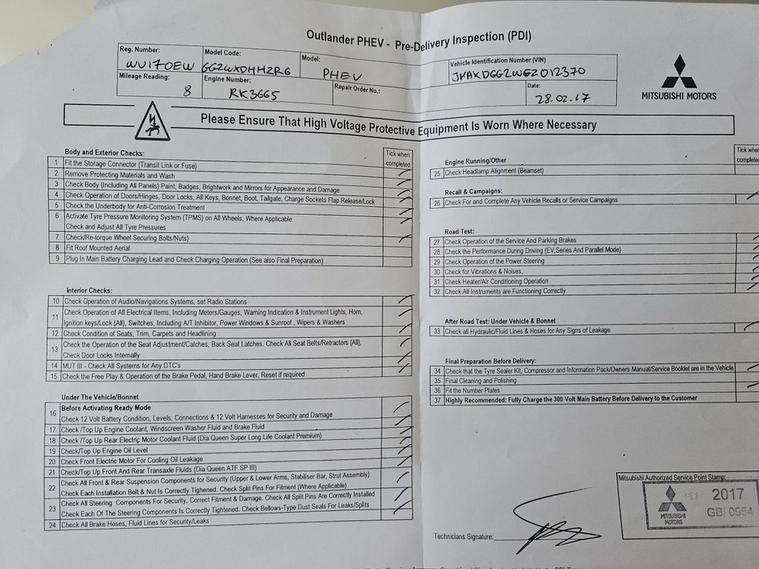 Outlander PHEV - Pre-Delivery Inspection (PDI)
Reg. Number: WU170EW
Model Code: GG2WXDHHZR6
Model: PHEV
Vehicle Identification Number (VIN)
JMAXDGG2WGZ012370
Mileage Reading: 8
Engine Number: RK3665
Repair Order No.:
Date: 28.02.17
MITSUBISHI MOTORS
Please Ensure That High Voltage Protective Equipment Is Worn Where Necessary
Body and Exterior Checks:
Tick when completed
1 Fit the Storage Connector (Transit Link or Fuse)
2 Remove Protecting Materials and Wash
3 Check Body (Including All Panels) Paint, Badges, Brightwork and Mirrors for Appearance and Damage
4 Check Operation of Doors/Hinges, Door Locks, All Keys, Bonnet, Boot, Tailgate, Charge Sockets Flap Release/Lock
5 Check the Underbody for Anti-Corrosion Treatment
6 Activate Tyre Pressure Monitoring System (TPMS) on All Wheels, Where Applicable
Check and Adjust All Tyre Pressures
7 Check/Re-torque Wheel Securing Bolts/Nuts)
8 Fit Roof Mounted Aerial
9 Plug In Main Battery Charging Lead and Check Charging Operation (See also Final Preparation)
Interior Checks:
10 Check Operation of Audio/Navigations Systems, set Radio Stations
11 Check Operation of All Electrical Items, Including Meters/Gauges, Warning Indication & Instrument Lights, Horn,
Ignition keys/Lock (All), Switches, Including A/T Inhibitor, Power Windows & Sunroof , Wipers & Washers
12 Check Condition of Seats, Trim, Carpets and Headlining
13 Check the Operation of the Seat Adjustment/Catches, Back Seat Latches. Check All Seat Belts/Retractors (All),
Check Door Locks Internally
14 MUT III - Check All Systems for Any DTC's
15 Check the Free Play & Operation of the Brake Pedal, Hand Brake Lever, Reset if required
Under The Vehicle/Bonnet
16 Before Activating Ready Mode
Check 12 Volt Battery Condition, Levels, Connections & 12 Volt Harnesses for Security and Damage
17 Check /Top Up Engine Coolant, Windscreen Washer Fluid and Brake Fluid
18 Check /Top Up Rear Electric Motor Coolant Fluid (Dia Queen Super Long Life Coolant Premium)
19 Check/Top Up Engine Oil Level
20 Check Front Electric Motor For Cooling Oil Leakage
21 Check/Top Up Front And Rear Transaxle Fluids (Dia Queen ATF SP III)
22 Check All Front & Rear Suspension Components for Security (Upper & Lower Arms, Stabiliser Bar, Strut Assembly)
Check Each Installation Bolt & Nut Is Correctly Tighened. Check Split Pins For Fitment (Where Applicable)
23 Check All Steering Components For Security, Correct Fitment & Damage. Check All Split Pins Are Correctly Installed
Check Each Of The Steering Components Is Correctly Tightened. Check Bellows-Type Dust Seals For Leaks/Splits
24 Check All Brake Hoses, Fluid Lines for Security/Leaks
Engine Running/Other
Tick when completed
25 Check Headlamp Alignment (Beamset)
Recall & Campaigns:
26 Check For and Complete Any Vehicle Recalls or Service Campaigns
Road Test:
27 Check Operation of the Service And Parking Brakes
28 Check the Performance During Driving (EV,Series And Parallel Mode)
29 Check Operation of the Power Steering
30 Check for Vibrations & Noises,
31 Check Heater/Air Conditioning Operation
32 Check All Instruments are Functioning Correctly
After Road Test: Under Vehicle & Bonnet
33 Check all Hydraulic/Fluid Lines & Hoses for Any Signs of Leakage
Final Preparation Before Delivery:
34 Check that the Tyre Sealer Kit, Compressor and Information Pack/Owners Manual/Service Booklet are in the Vehicle
35 Final Cleaning and Polishing
36 Fit the Number Plates
37 Highly Recommended: Fully Charge the 300 Volt Main Battery Before Delivery to the Customer
Mitsubishi Authorized Service Point Stamp:
MITSUBISHI MOTORS
2017
GB/ 0954
Technicians Signature: